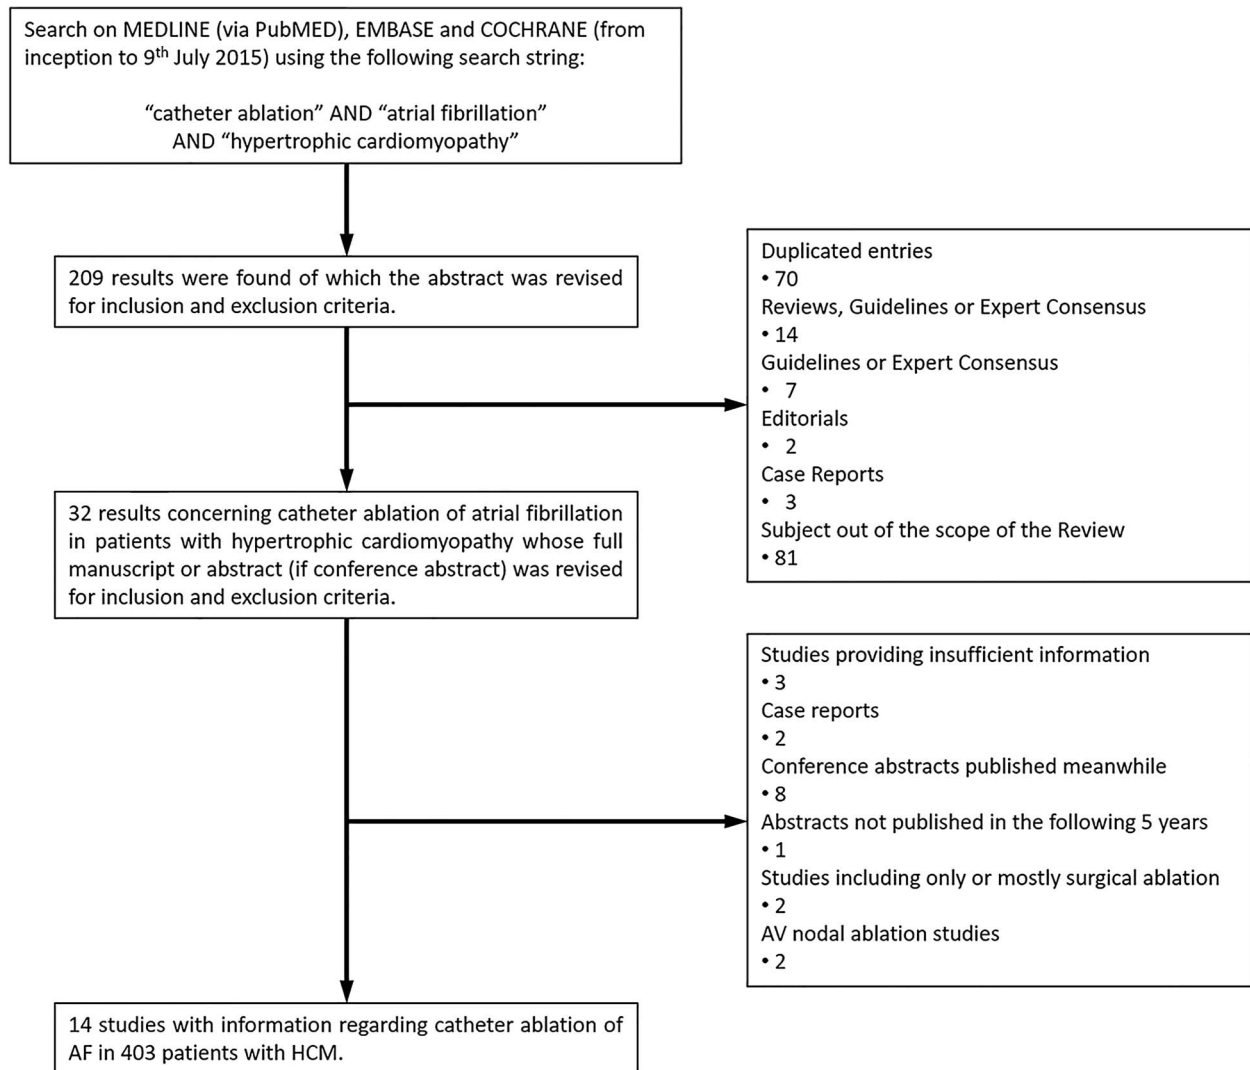 Search on MEDLINE (via PubMED), EMBASE and COCHRANE (from
inception to 9th July 2015) using the following search string:
“catheter ablation” AND “atrial fibrillation”
AND “hypertrophic cardiomyopathy”
209 results were found of which the abstract was revised
for inclusion and exclusion criteria.
Duplicated entries
• 70
Reviews, Guidelines or Expert Consensus
• 14
Guidelines or Expert Consensus
• 7
Editorials
• 2
Case Reports
• 3
Subject out of the scope of the Review
• 81
32 results concerning catheter ablation of atrial fibrillation
in patients with hypertrophic cardiomyopathy whose full
manuscript or abstract (if conference abstract) was revised
for inclusion and exclusion criteria.
Studies providing insufficient information
• 3
Case reports
• 2
Conference abstracts published meanwhile
• 8
Abstracts not published in the following 5 years
• 1
Studies including only or mostly surgical ablation
• 2
AV nodal ablation studies
• 2
14 studies with information regarding catheter ablation of
AF in 403 patients with HCM.